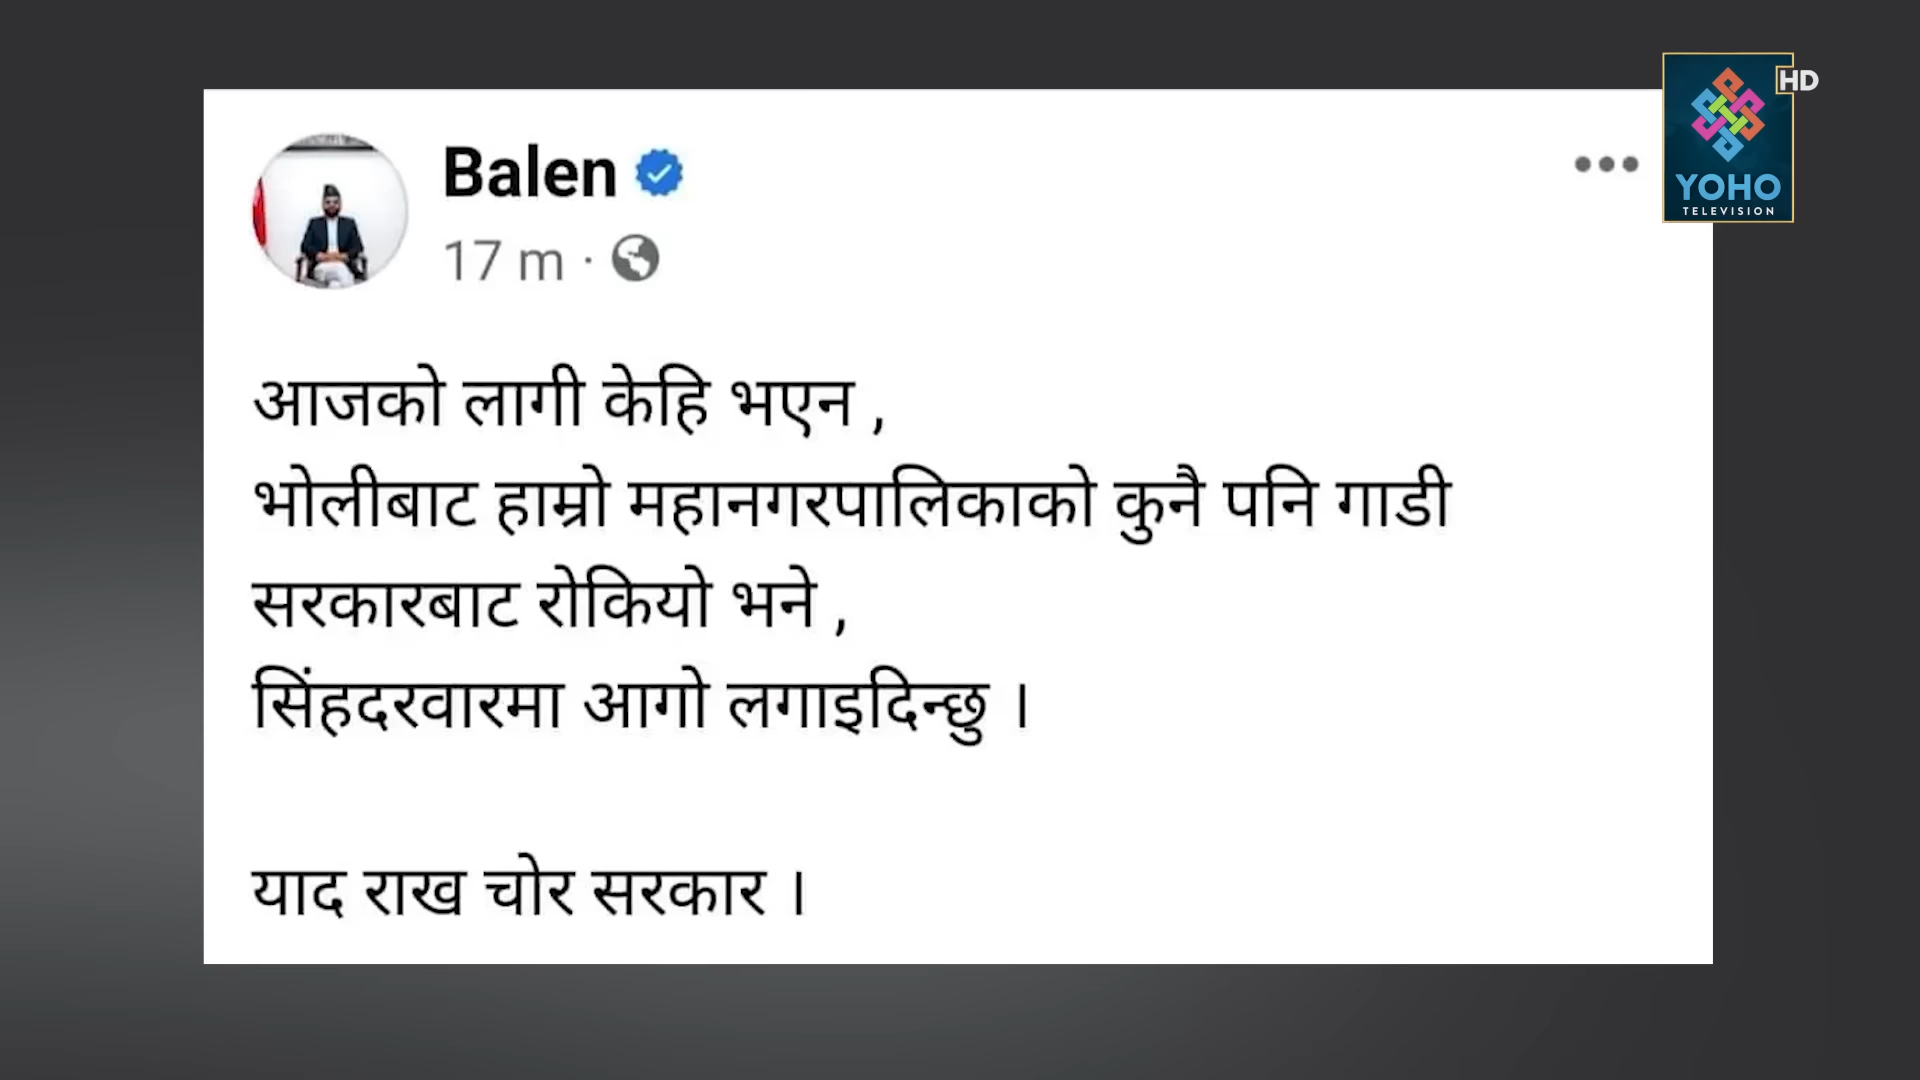 HD
YOHO
TELEVISION
Balen
17 m ·
आजको लागी केहि भएन ,
भोलीबाट हाम्रो महानगरपालिकाको कुनै पनि गाडी
सरकारबाट रोकियो भने ,
सिंहदरवारमा आगो लगाइदिन्छु ।
याद राख चोर सरकार ।